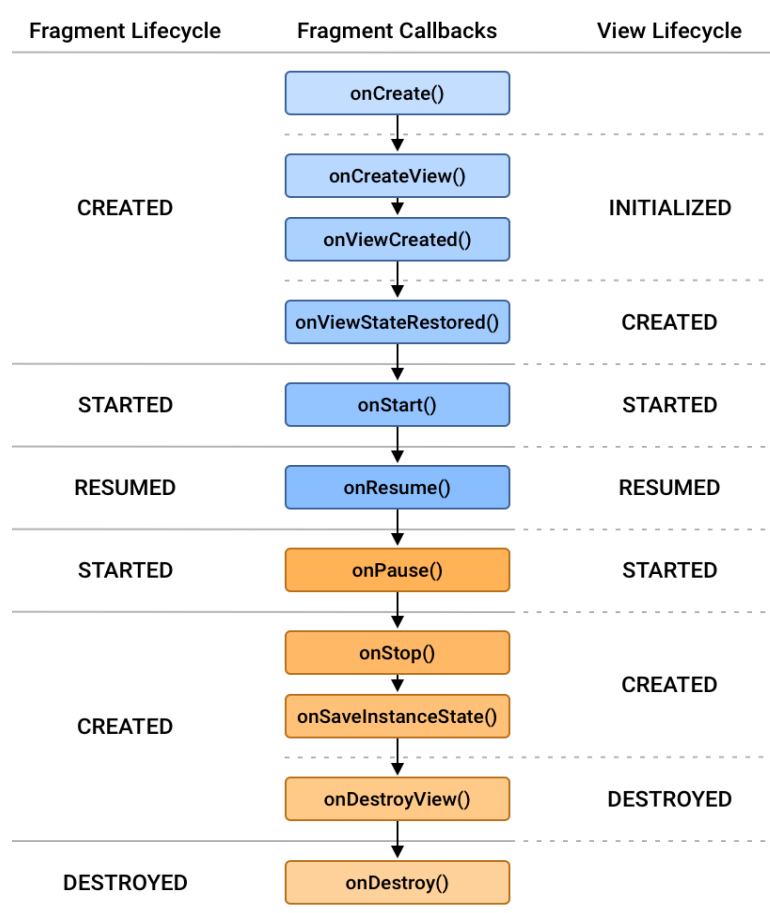 Fragment Lifecycle Fragment Callbacks View Lifecycle
onCreate()
onCreateView()
CREATED INITIALIZED
onViewCreated()
onViewStateRestored() CREATED
STARTED onStart() STARTED
RESUMED onResume() RESUMED
STARTED onPause() STARTED
onStop()
CREATED
onSaveInstanceState()
CREATED
onDestroyView() DESTROYED
DESTROYED onDestroy()